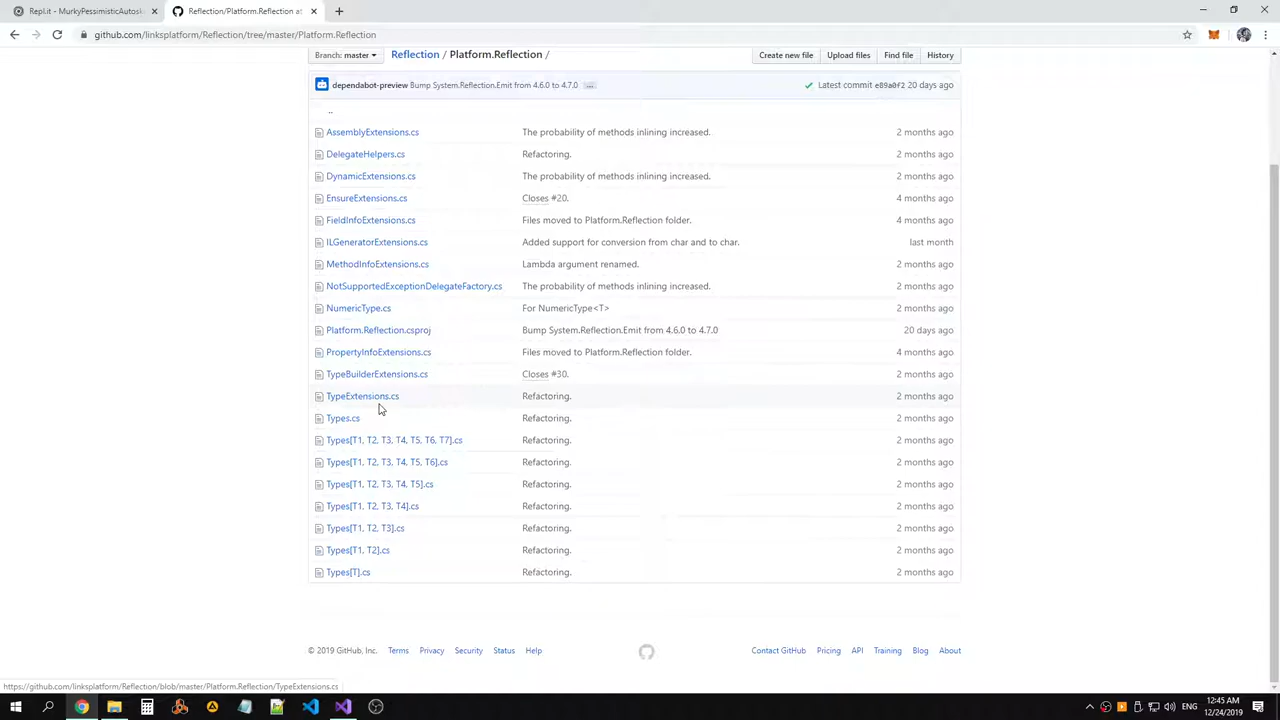 Repl.it - MurkyPessimisticAutosk
Reflection/Platform.Reflection at
github.com/linksplatform/Reflection/tree/master/Platform.Reflection
Branch: master
Reflection / Platform.Reflection /
Create new file
Upload files
Find file
History
dependabot-preview Bump System.Reflection.Emit from 4.6.0 to 4.7.0 ...
Latest commit e89a0f2 20 days ago
..
AssemblyExtensions.cs The probability of methods inlining increased. 2 months ago
DelegateHelpers.cs Refactoring. 2 months ago
DynamicExtensions.cs The probability of methods inlining increased. 2 months ago
EnsureExtensions.cs Closes #20. 4 months ago
FieldInfoExtensions.cs Files moved to Platform.Reflection folder. 4 months ago
ILGeneratorExtensions.cs Added support for conversion from char and to char. last month
MethodInfoExtensions.cs Lambda argument renamed. 2 months ago
NotSupportedExceptionDelegateFactory.cs The probability of methods inlining increased. 2 months ago
NumericType.cs For NumericType<T> 2 months ago
Platform.Reflection.csproj Bump System.Reflection.Emit from 4.6.0 to 4.7.0 20 days ago
PropertyInfoExtensions.cs Files moved to Platform.Reflection folder. 4 months ago
TypeBuilderExtensions.cs Closes #30. 2 months ago
TypeExtensions.cs Refactoring. 2 months ago
Types.cs Refactoring. 2 months ago
Types[T1, T2, T3, T4, T5, T6, T7].cs Refactoring. 2 months ago
Types[T1, T2, T3, T4, T5, T6].cs Refactoring. 2 months ago
Types[T1, T2, T3, T4, T5].cs Refactoring. 2 months ago
Types[T1, T2, T3, T4].cs Refactoring. 2 months ago
Types[T1, T2, T3].cs Refactoring. 2 months ago
Types[T1, T2].cs Refactoring. 2 months ago
Types[T].cs Refactoring. 2 months ago
© 2019 GitHub, Inc. Terms Privacy Security Status Help
Contact GitHub Pricing API Training Blog About
https://github.com/linksplatform/Reflection/blob/master/Platform.Reflection/TypeExtensions.cs
ENG
12:45 AM
12/24/2019